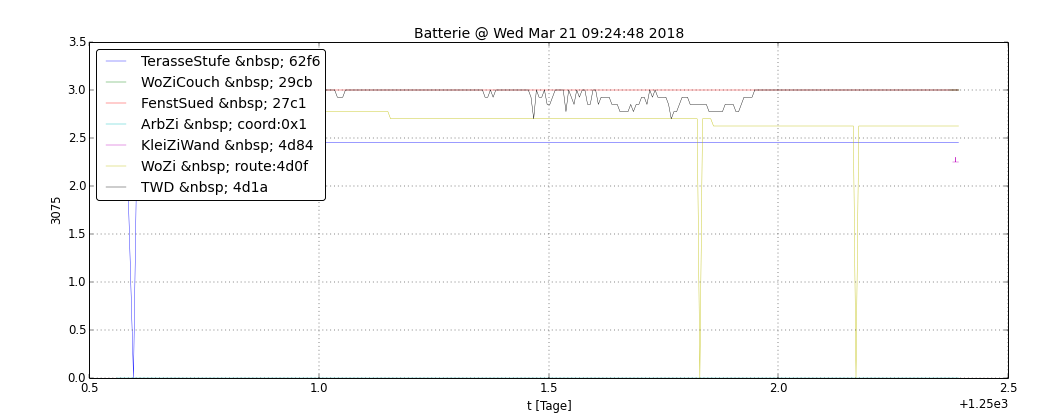 Batterie @ Wed Mar 21 09:24:48 2018
3.5
TerasseStufe &nbsp; 62f6
WoZiCouch &nbsp; 29cb
3.0
FenstSued &nbsp; 27c1
ArbZi &nbsp; coord:0x1
2.5
KleiZiWand &nbsp; 4d84
WoZi &nbsp; route:4d0f
2.0
TWD &nbsp; 4d1a
3075
1.5
1.0
0.5
0.0
0.5 1.0 1.5 2.0 2.5
t [Tage]
+1.25e3